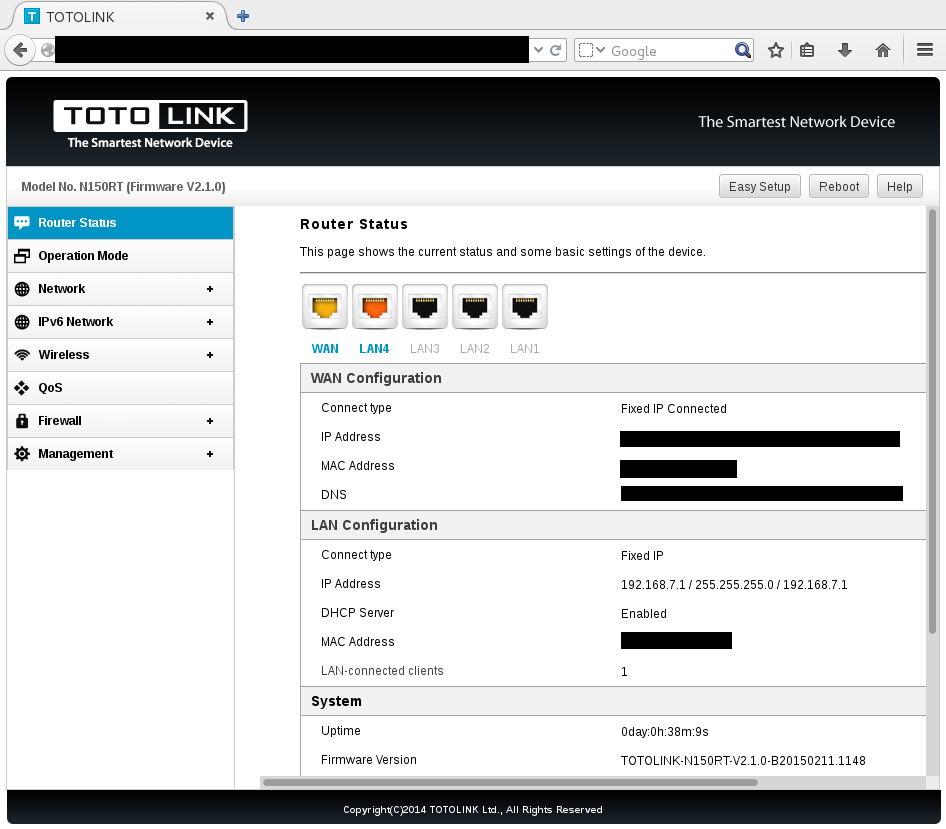 T TOTOLINK
Google
TOTO LINK
The Smartest Network Device
The Smartest Network Device
Model No. N150RT (Firmware V2.1.0)
Easy Setup Reboot Help
Router Status
Operation Mode
Network +
IPv6 Network +
Wireless +
QoS
Firewall +
Management +
Router Status
This page shows the current status and some basic settings of the device.
WAN LAN4 LAN3 LAN2 LAN1
WAN Configuration
Connect type Fixed IP Connected
IP Address
MAC Address
DNS
LAN Configuration
Connect type Fixed IP
IP Address 192.168.7.1 / 255.255.255.0 / 192.168.7.1
DHCP Server Enabled
MAC Address
LAN-connected clients 1
System
Uptime 0day:0h:38m:9s
Firmware Version TOTOLINK-N150RT-V2.1.0-B20150211.1148
Copyright(C)2014 TOTOLINK Ltd., All Rights Reserved